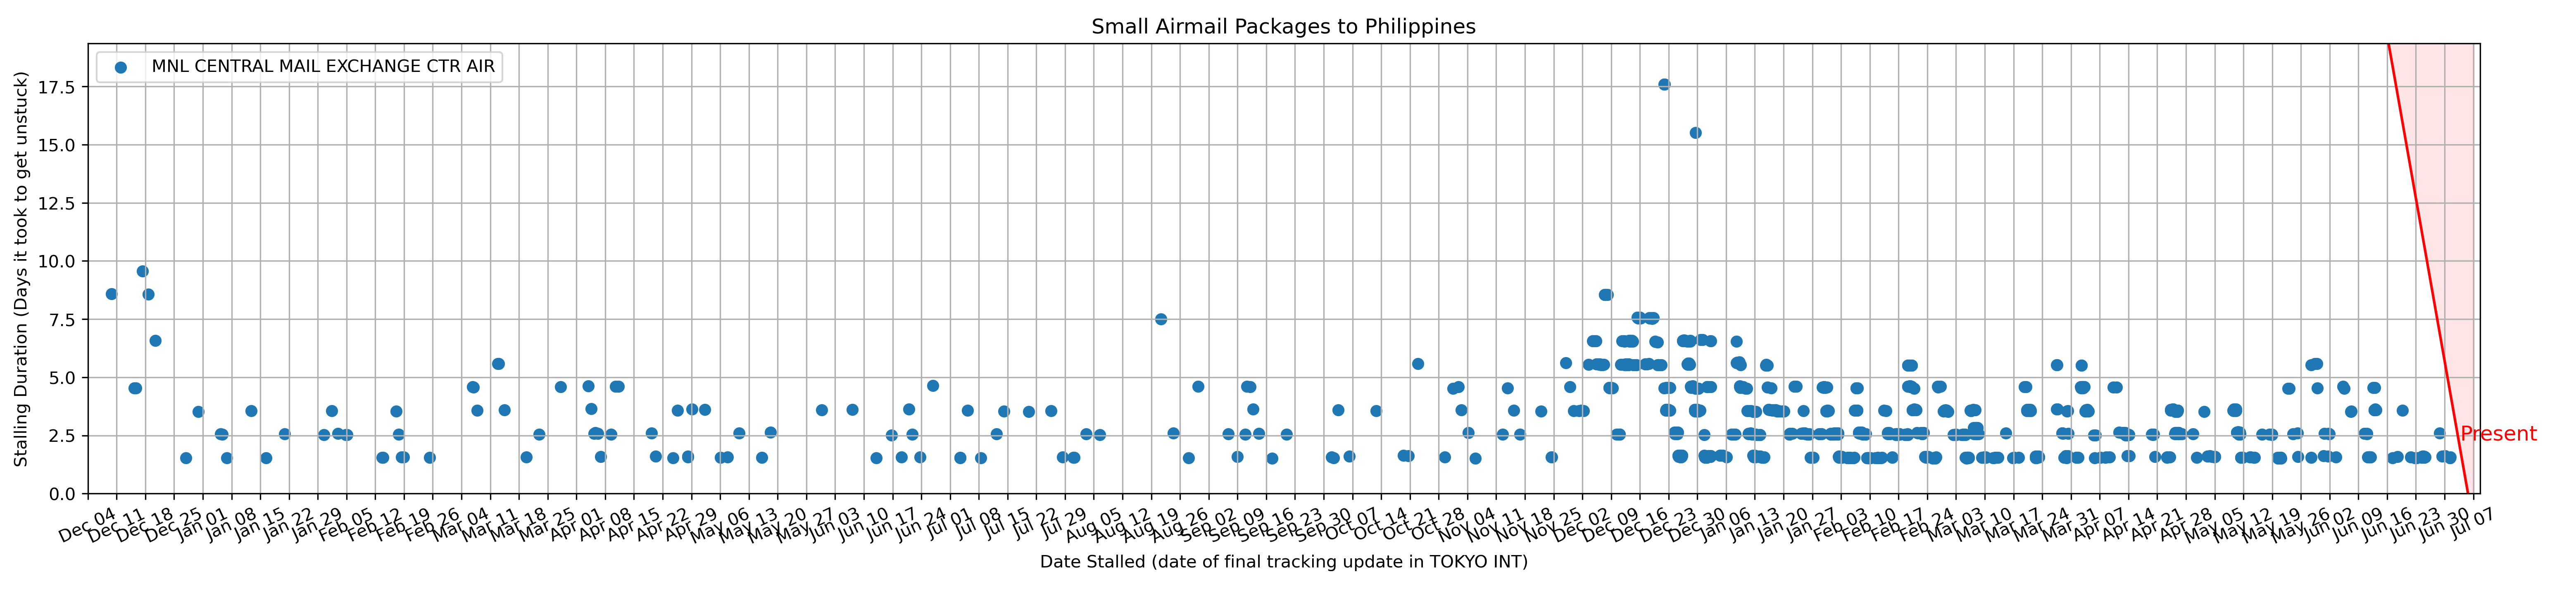 Small Airmail Packages to Philippines
MNL CENTRAL MAIL EXCHANGE CTR AIR
Stalling Duration (Days it took to get unstuck)
17.5
15.0
12.5
10.0
7.5
5.0
2.5
0.0
Present
Dec 04
Dec 11
Dec 18
Dec 25
Jan 01
Jan 08
Jan 15
Jan 22
Jan 29
Feb 05
Feb 12
Feb 19
Feb 26
Mar 04
Mar 11
Mar 18
Mar 25
Apr 01
Apr 08
Apr 15
Apr 22
Apr 29
May 06
May 13
May 20
May 27
Jun 03
Jun 10
Jun 17
Jun 24
Jul 01
Jul 08
Jul 15
Jul 22
Jul 29
Aug 05
Aug 12
Aug 19
Aug 26
Sep 02
Sep 09
Sep 16
Sep 23
Sep 30
Oct 07
Oct 14
Oct 21
Oct 28
Nov 04
Nov 11
Nov 18
Nov 25
Dec 02
Dec 09
Dec 16
Dec 23
Dec 30
Jan 06
Jan 13
Jan 20
Jan 27
Feb 03
Feb 10
Feb 17
Feb 24
Mar 03
Mar 10
Mar 17
Mar 24
Mar 31
Apr 07
Apr 14
Apr 21
Apr 28
May 05
May 12
May 19
May 26
Jun 02
Jun 09
Jun 16
Jun 23
Jun 30
Jul 07
Date Stalled (date of final tracking update in TOKYO INT)